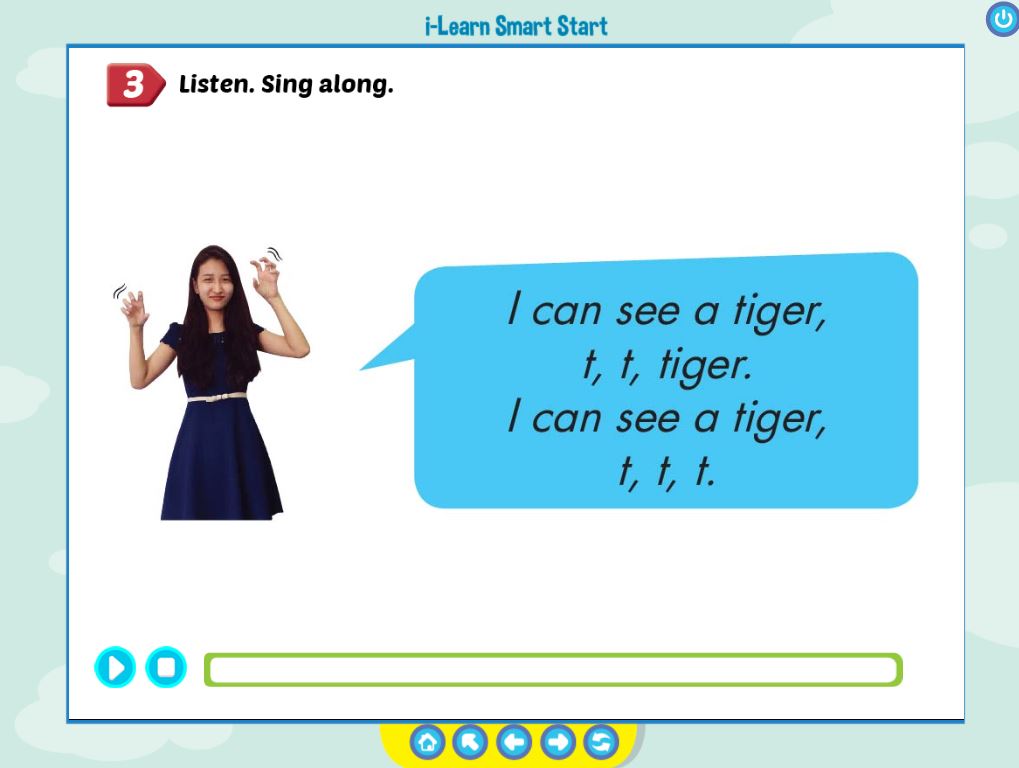 i-Learn Smart Start
3 Listen. Sing along.
I can see a tiger,
t, t, tiger.
I can see a tiger,
t, t, t.